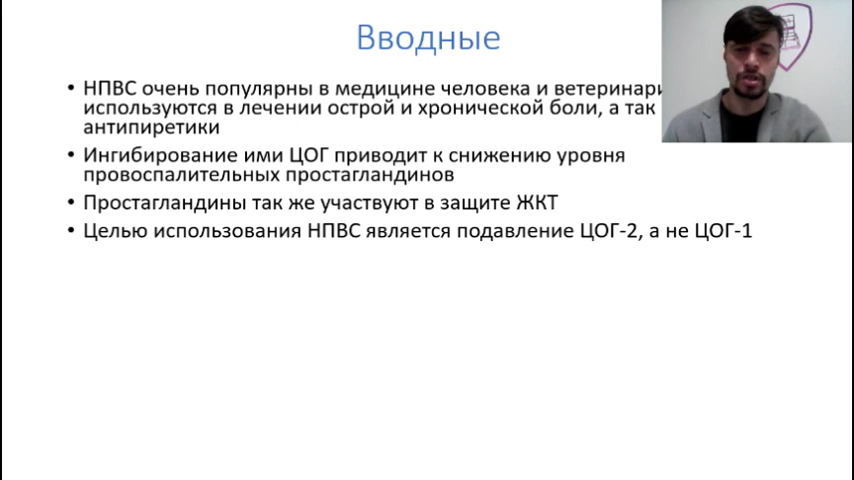 Вводные
• НПВС очень популярны в медицине человека и ветеринари
используются в лечении острой и хронической боли, а так
антипиретики
• Ингибирование ими ЦОГ приводит к снижению уровня
провоспалительных простагландинов
• Простагландины так же участвуют в защите ЖКТ
• Целью использования НПВС является подавление ЦОГ-2, а не ЦОГ-1